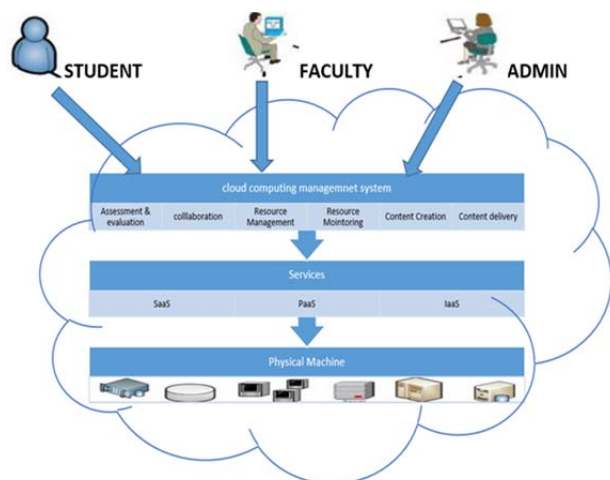 STUDENT
FACULTY
ADMIN
cloud computing managemnet system
Assessment &
evaluation
colllaboration
Resource
Management
Resource
Mointoring
Content Creation
Content delivery
Services
SaaS
PaaS
IaaS
Physical Machine